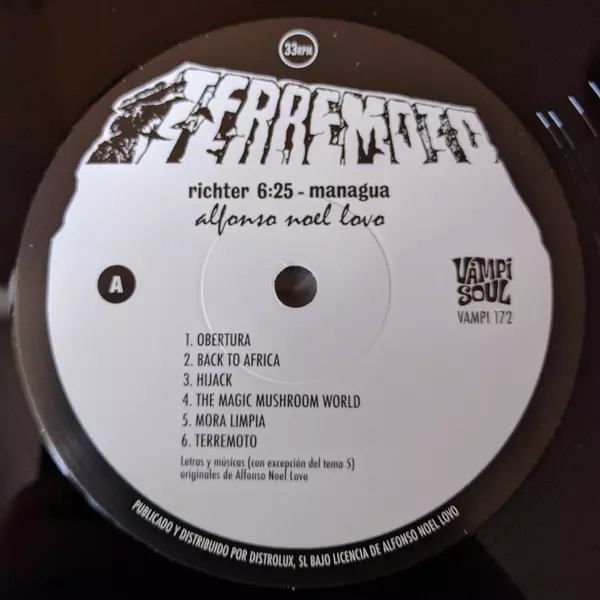 33RPM
TERREMOTO
richter 6:25 - managua
alfonso noel lovo
A
VAMPI
SOUL
VAMPI 172
1. OBERTURA
2. BACK TO AFRICA
3. HIJACK
4. THE MAGIC MUSHROOM WORLD
5. MORA LIMPIA
6. TERREMOTO
Letras y músicas (con excepción del tema 5)
originales de Alfonso Noel Lovo
PUBLICADO Y DISTRIBUIDO POR DISTROLUX, SL BAJO LICENCIA DE ALFONSO NOEL LOVO